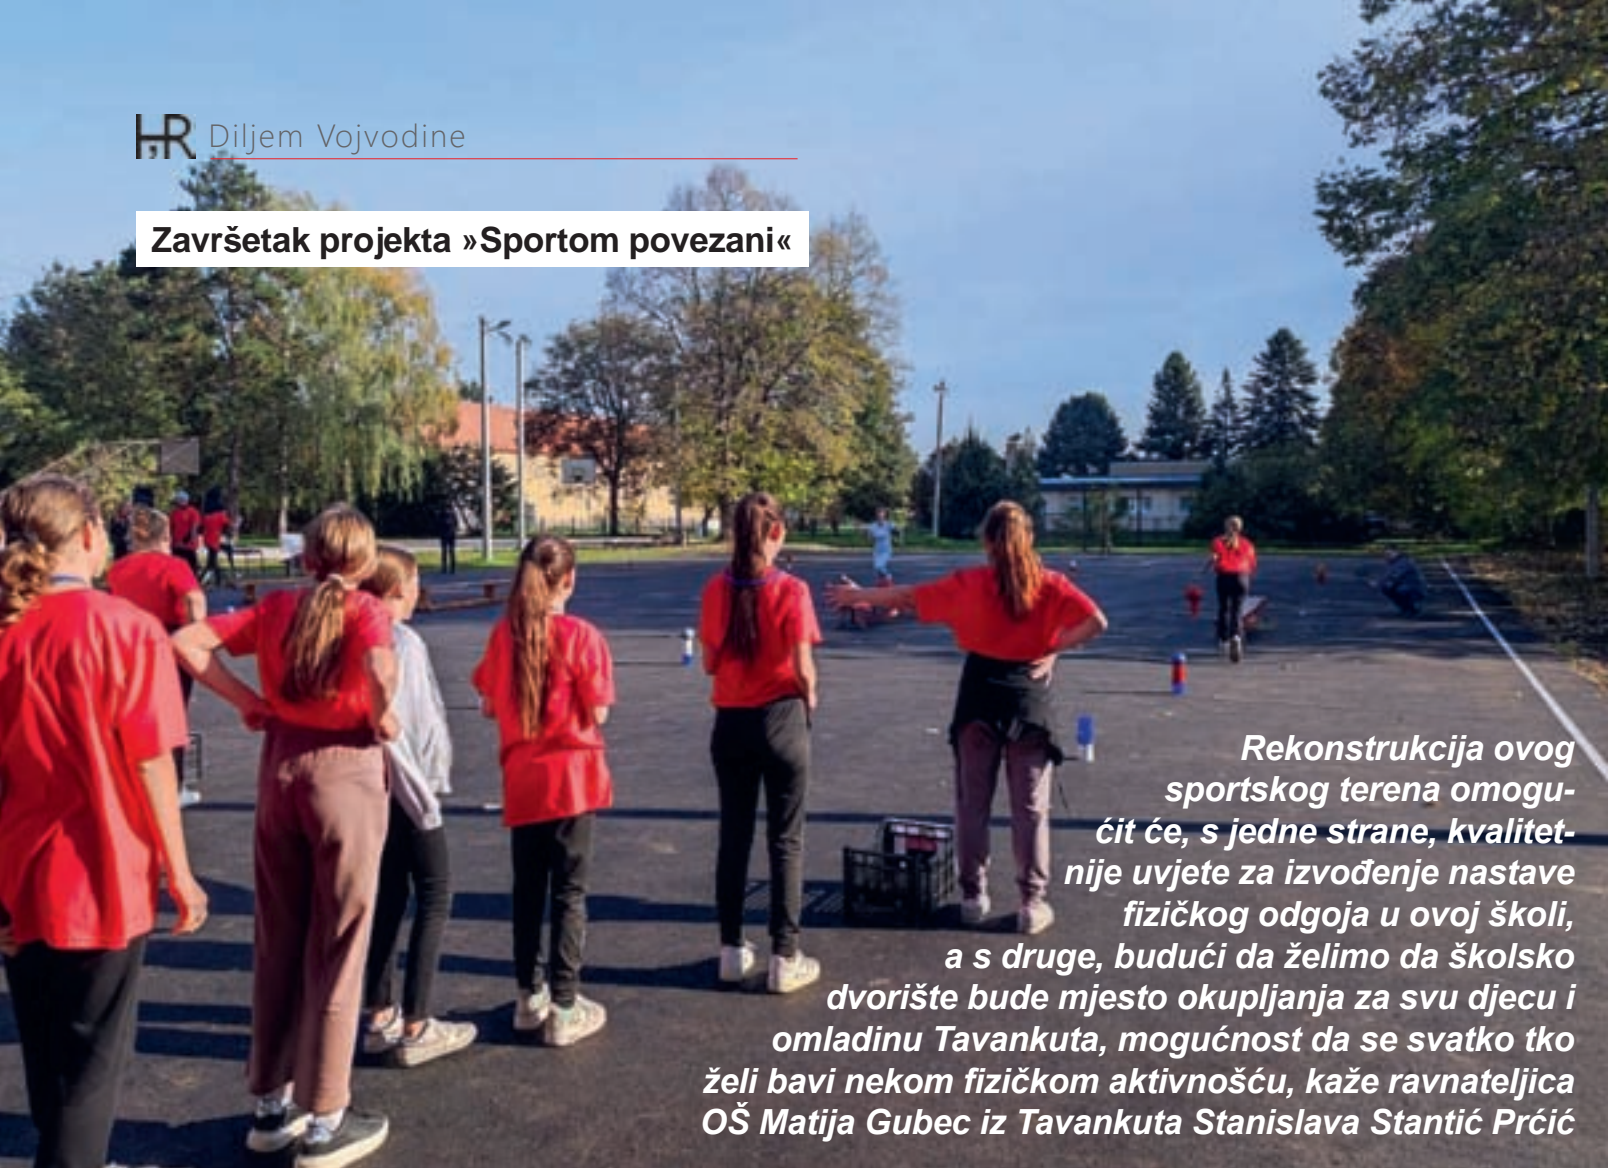 HR Diljem Vojvodine
Završetak projekta »Sportom povezani«
Rekonstrukcija ovog
sportskog terena omogu-
ćit će, s jedne strane, kvalitet-
nije uvjete za izvođenje nastave
fizičkog odgoja u ovoj školi,
a s druge, budući da želimo da školsko
dvorište bude mjesto okupljanja za svu djecu i
omladinu Tavankuta, mogućnost da se svatko tko
želi bavi nekom fizičkom aktivnošću, kaže ravnateljica
OŠ Matija Gubec iz Tavankuta Stanislava Stantić Prćić